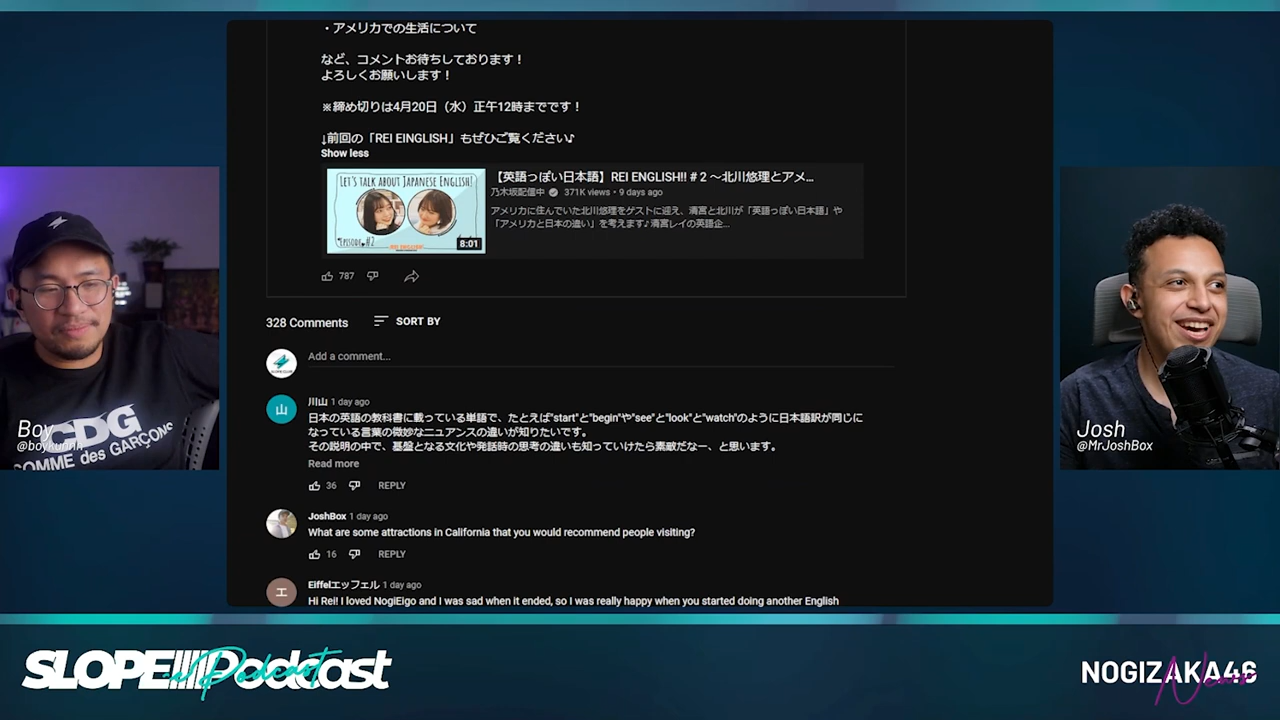 ・アメリカでの生活について
など、コメントお待ちしております！
よろしくお願いします！
※締め切りは4月20日（水）正午12時までです！
↓前回の「REI EINGLISH」もぜひご覧ください♪
Show less
LET'S TALK ABOUT JAPANESE ENGLISH!
EPISODE #2
REI ENGLISH!
8:01
【英語っぽい日本語】REI ENGLISH!!＃2 〜北川悠理とアメ...
乃木坂配信中 371K views • 9 days ago
アメリカに住んでいた北川悠理をゲストに迎え、清宮と北川が「英語っぽい日本語」や
「アメリカと日本の違い」を考えます♪清宮レイの英語企...
787
328 Comments SORT BY
Add a comment...
山
川山 1 day ago
日本の英語の教科書に載っている単語で、たとえば"start"と"begin"や"see"と"look"と"watch"のように日本語訳が同じに
なっている言葉の微妙なニュアンスの違いが知りたいです。
その説明の中で、基盤となる文化や発話時の思考の違いも知っていけたら素敵だなー、と思います。
Read more
36 REPLY
JoshBox 1 day ago
What are some attractions in California that you would recommend people visiting?
16 REPLY
エ
Eiffelエッフェル 1 day ago
Hi Rei! I loved NogiEigo and I was sad when it ended, so I was really happy when you started doing another English
Boy
@boykuunn
CDG
COMME des GARÇONS
Josh
@MrJoshBox
SLOPE Podcast
Podcast
NOGIZAKA46
News